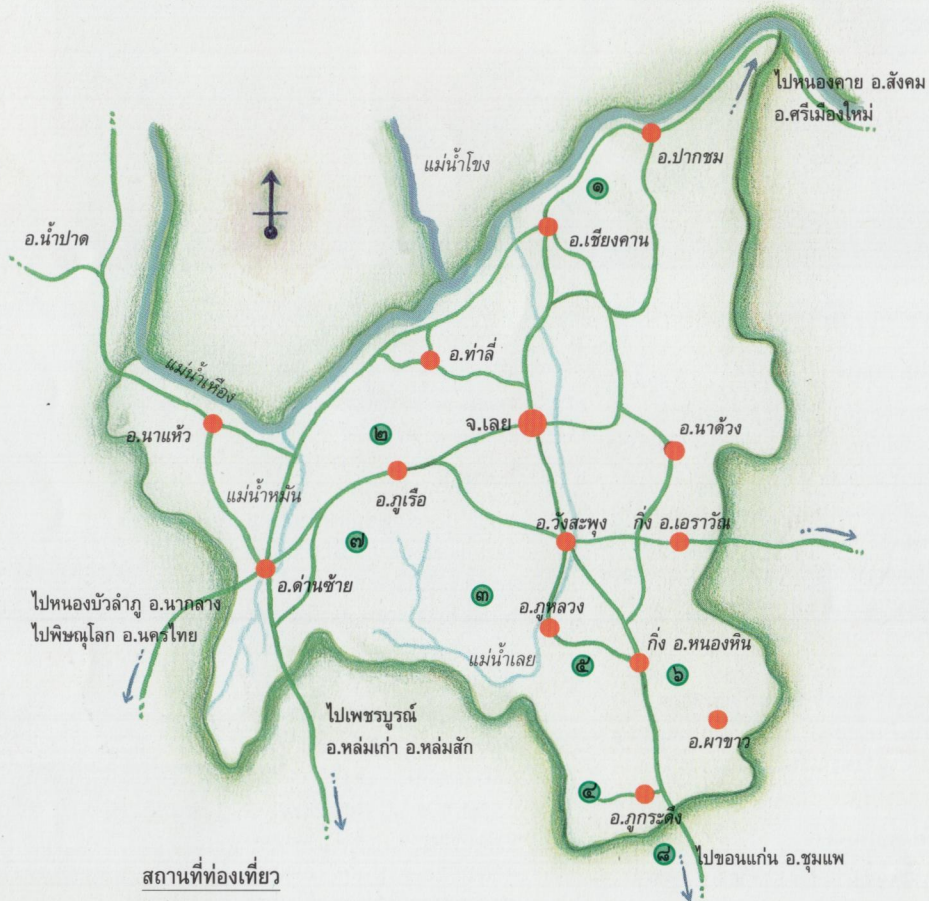 ไปหนองคาย อ.สังคม
อ.ศรีเมืองใหม่
อ.ปากชม
แม่น้ำโขง
๑
อ.น้ำปาด
อ.เชียงคาน
อ.ท่าลี่
แม่น้ำเหือง
อ.นาแห้ว
๒
จ.เลย
อ.นาด้วง
แม่น้ำหมัน
อ.ภูเรือ
๗
อ.วังสะพุง
กิ่ง อ.เอราวัณ
อ.ด่านซ้าย
๓
ไปหนองบัวลำภู อ.นากลาง
ไปพิษณุโลก อ.นครไทย
อ.ภูหลวง
แม่น้ำเลย
๕
กิ่ง อ.หนองหิน
๖
ไปเพชรบูรณ์
อ.หล่มเก่า อ.หล่มสัก
อ.ผาขาว
๔
อ.ภูกระดึง
๘
ไปขอนแก่น อ.ชุมแพ
สถานที่ท่องเที่ยว